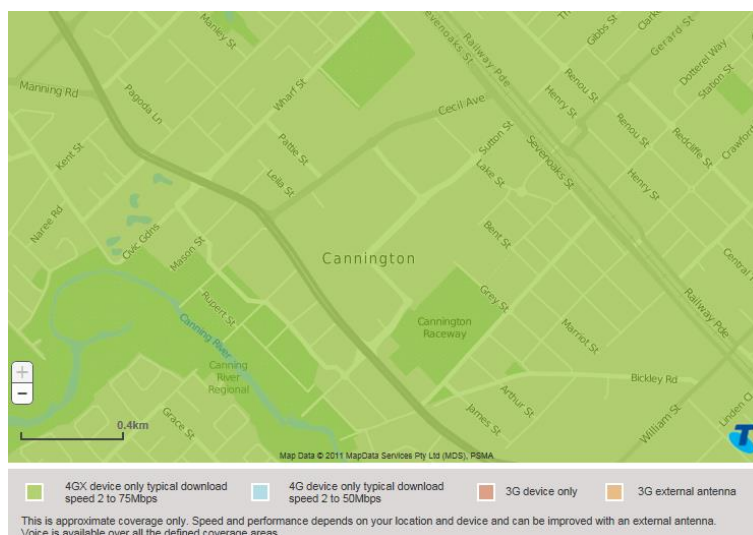 Manley St
Sevenoaks St
Railway Pde
Gibbs St
Clarke
Gerard St
Dotterel Way
Station St
Manning Rd
Pagoda Ln
Wharf St
Cecil Ave
Henry St
Renou St
Renou St
Redcliffe St
Crawford
Kent St
Pattie St
Leila St
Sutton St
Lake St
Sevenoaks St
Henry St
Naree Rd
Civic Gdns
Mason St
Cannington
Bent St
Central
Rupert St
Grey St
Railway Pde
Canning River
Cannington
Raceway
Marriot St
Canning
River
Regional
Bickley Rd
Grace St
James St
Arthur St
William St
Linden
0.4km
Map Data © 2011 MapData Services Pty Ltd (MDS), PSMA
4GX device only typical download
speed 2 to 75Mbps
4G device only typical download
speed 2 to 50Mbps
3G device only
3G external antenna
This is approximate coverage only. Speed and performance depends on your location and device and can be improved with an external antenna.
Voice is available over all the defined coverage areas